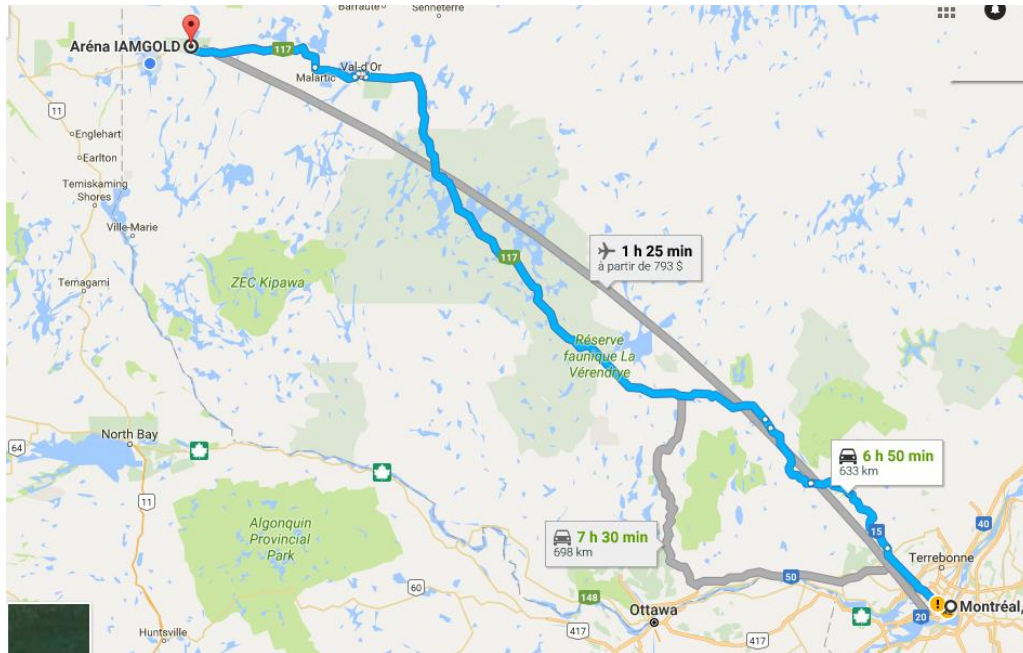 Barraute
Senneterre
Aréna IAMGOLD
117
Val-d'Or
Malartic
11
Englehart
Earlton
Temiskaming
Shores
Ville-Marie
1 h 25 min
à partir de 793 $
117
ZEC Kipawa
Temagami
Réserve
faunique La
Vérendrye
North Bay
64
6 h 50 min
633 km
11
15
40
Algonquin
Provincial
Park
7 h 30 min
698 km
Terrebonne
50
60
148
Ottawa
Montréal,
20
417
417
Huntsville